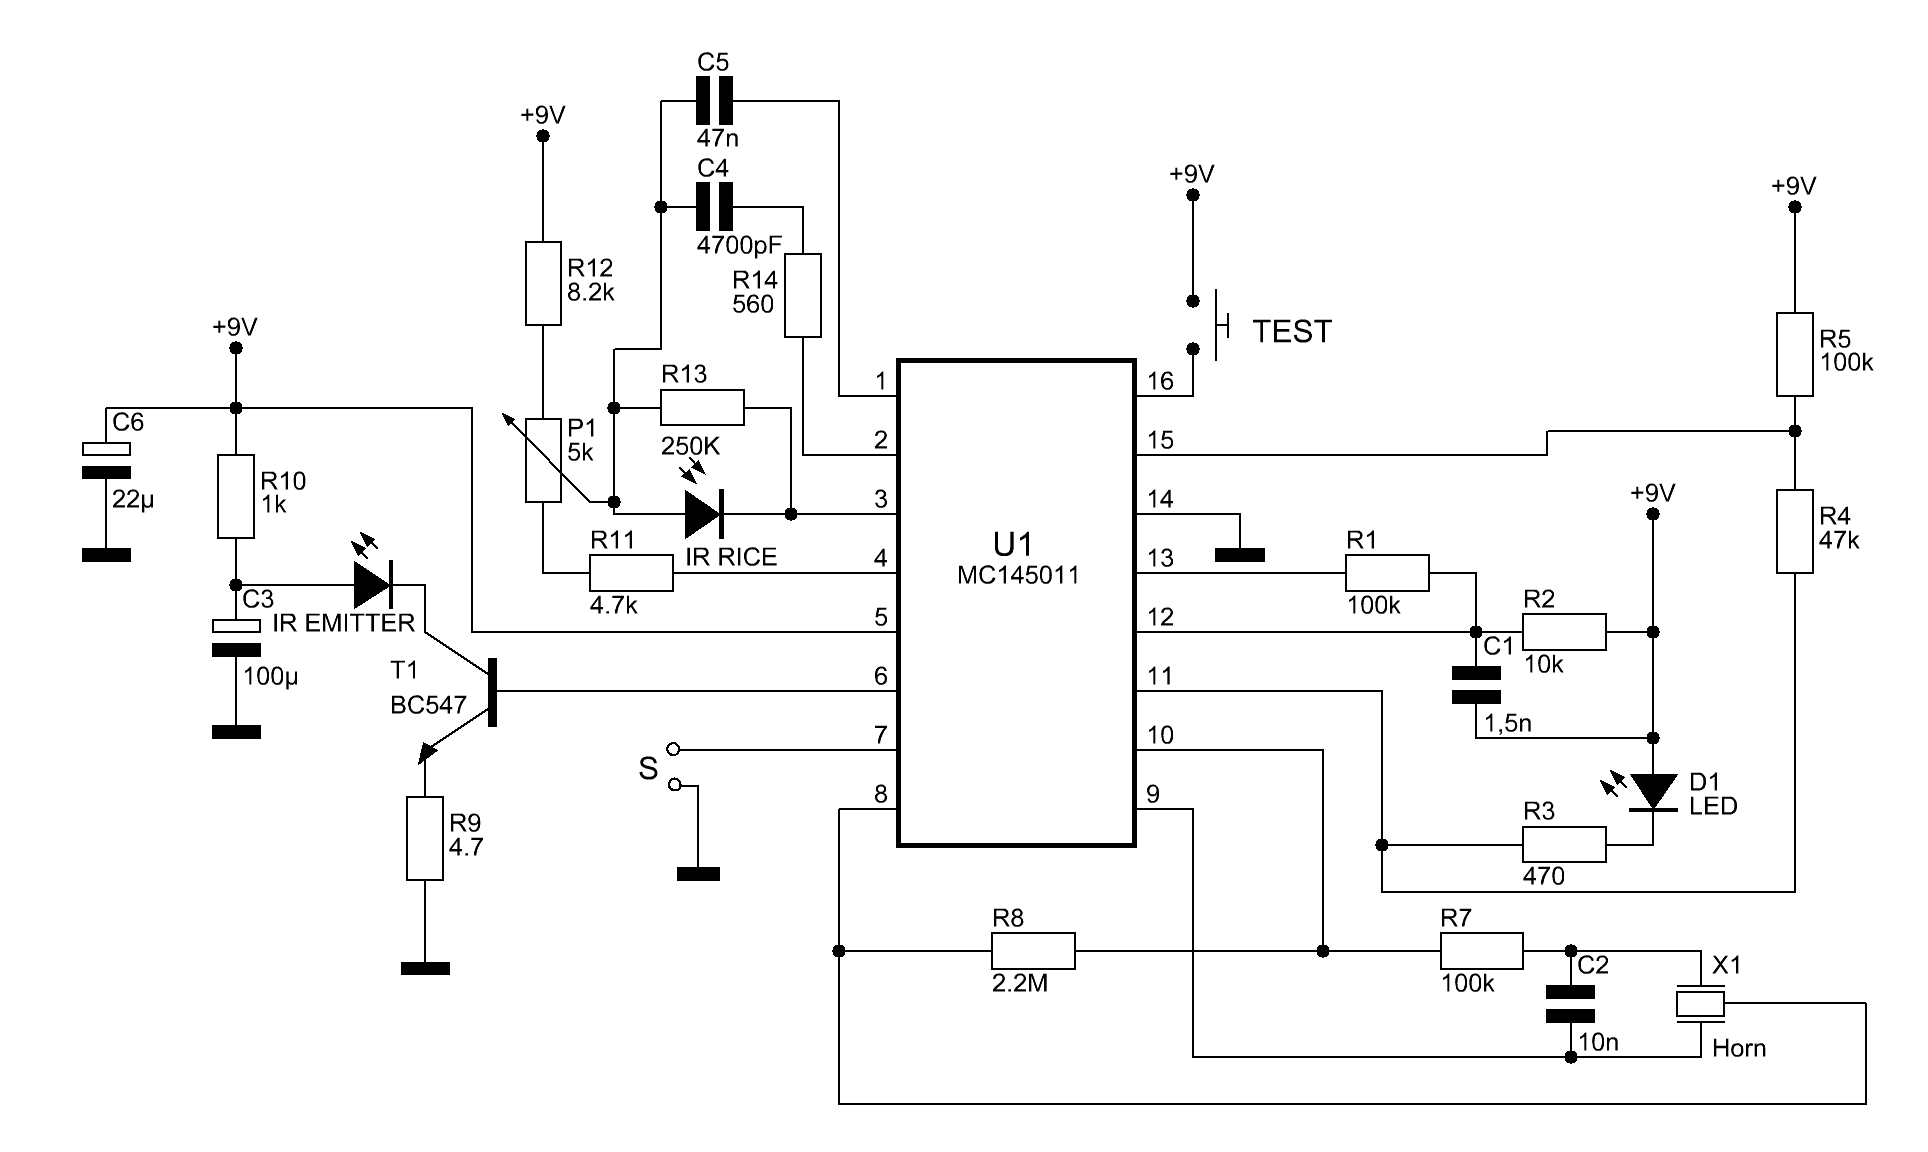 C5
47n
C4
4700pF
+9V
R12
8.2k
R14
560
+9V
TEST
+9V
R5
100k
+9V
C6
22µ
R10
1k
P1
5k
R13
250K
IR RICE
R11
4.7k
C3
100µ
IR EMITTER
T1
BC547
R9
4.7
S
1
2
3
4
5
6
7
8
U1
MC145011
16
15
14
13
12
11
10
9
R1
100k
+9V
R4
47k
R2
10k
C1
1,5n
D1
LED
R3
470
R8
2.2M
R7
100k
C2
10n
X1
Horn